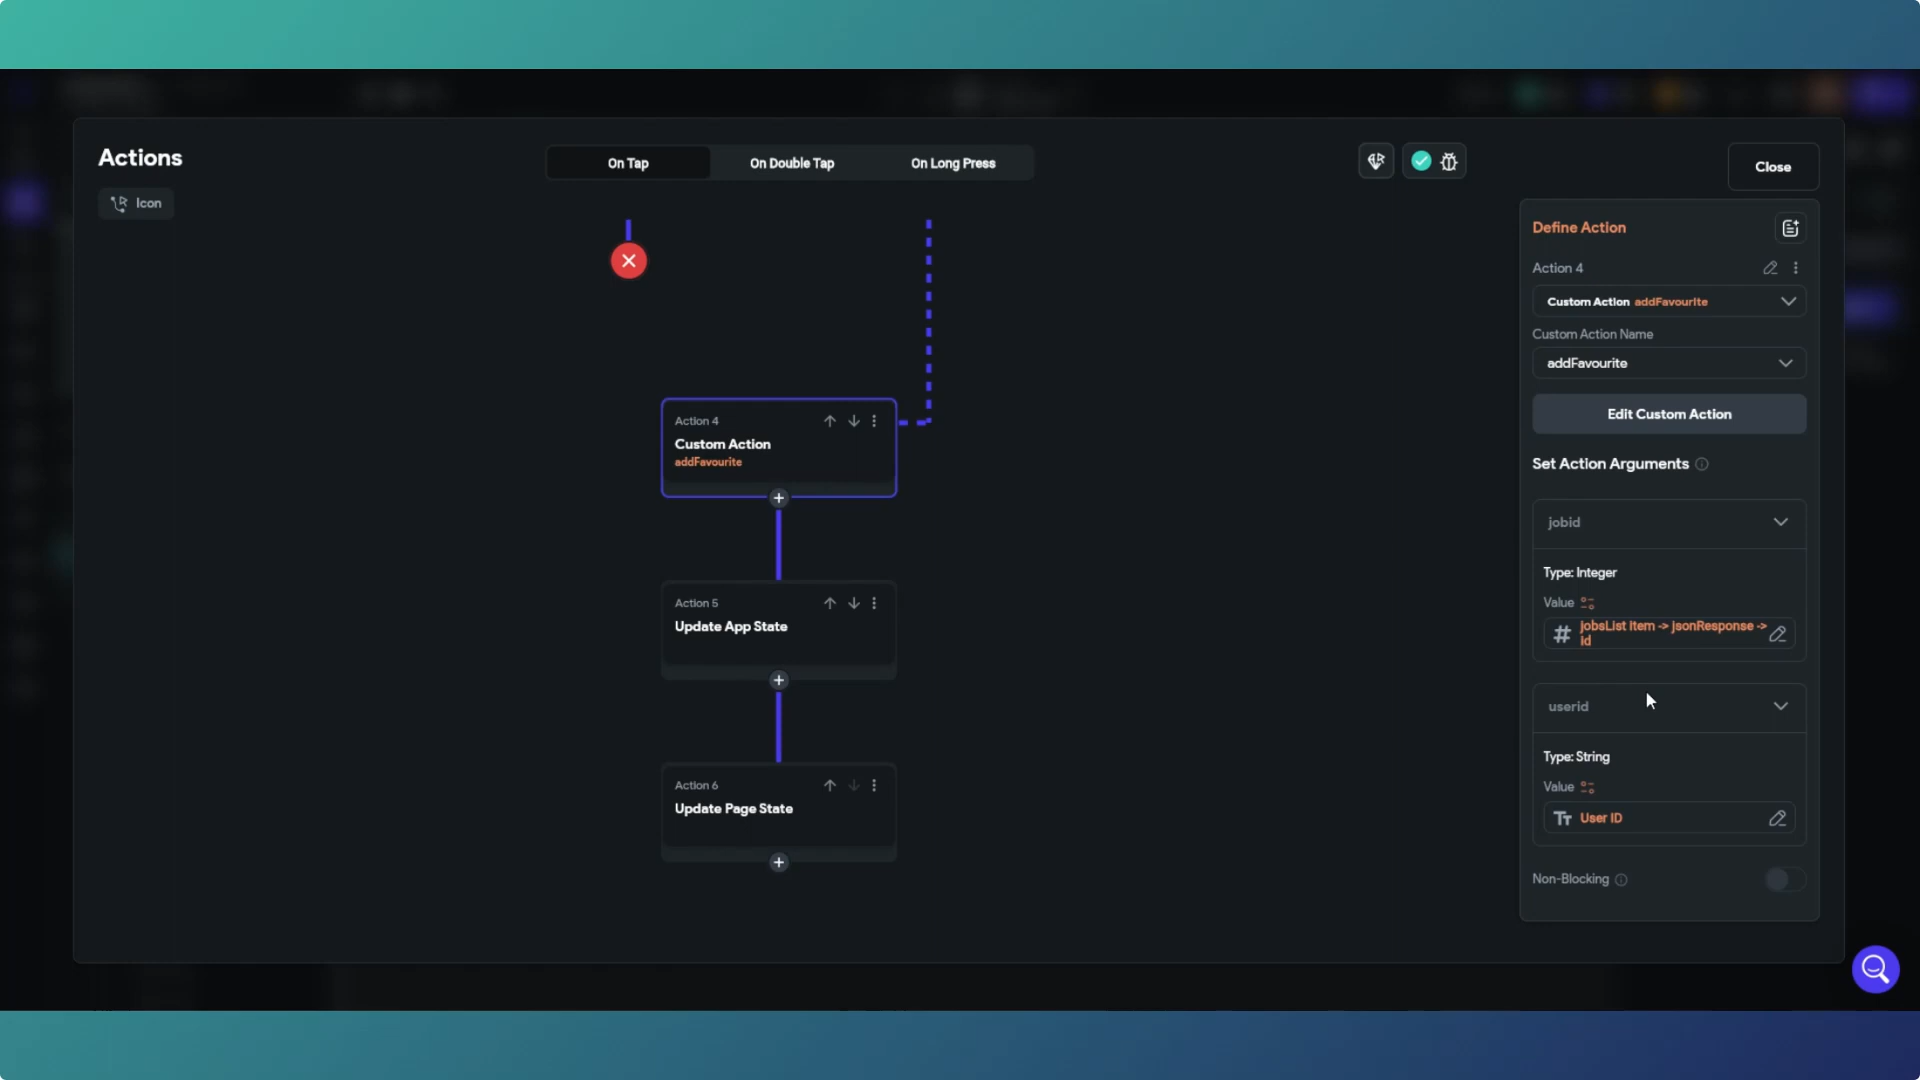 Actions
On Tap
On Double Tap
On Long Press
Close
Icon
Action 4
Custom Action
addFavourite
Action 5
Update App State
Action 6
Update Page State
Define Action
Action 4
Custom Action addFavourite
Custom Action Name
addFavourite
Edit Custom Action
Set Action Arguments
jobid
Type: Integer
Value
jobsList Item -> jsonResponse ->
id
userid
Type: String
Value
User ID
Non-Blocking